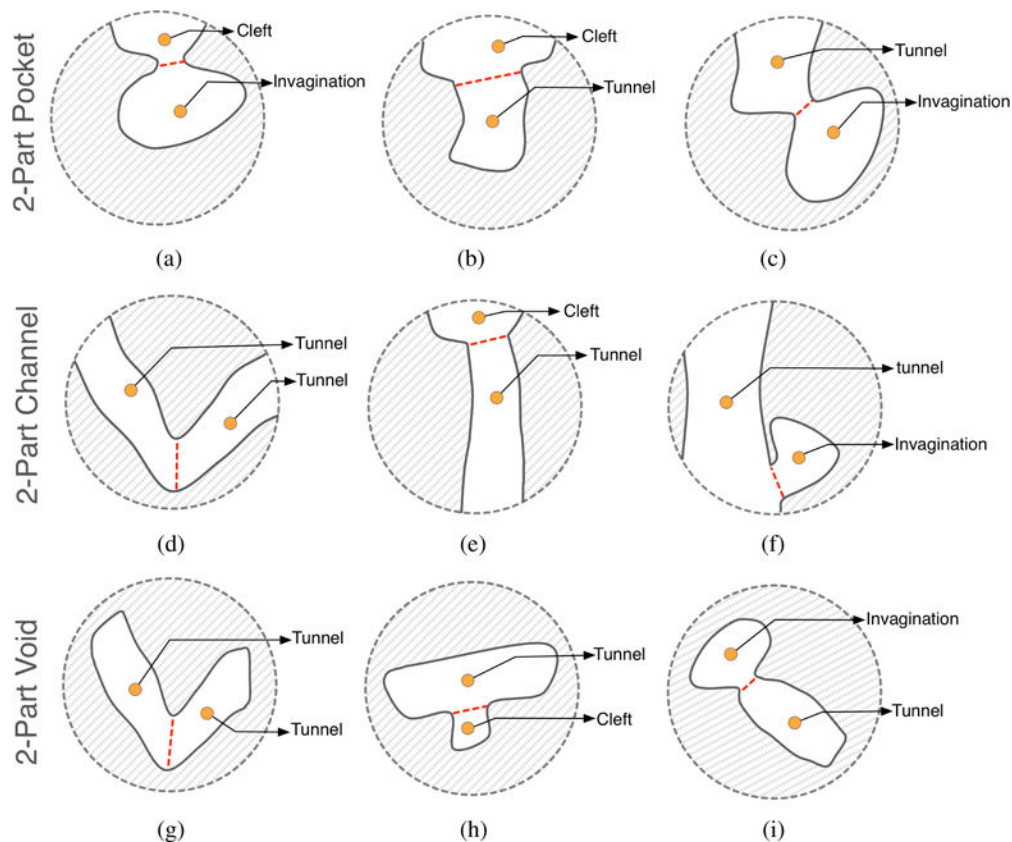 2-Part Pocket
Cleft
Invagination
(a)
Cleft
Tunnel
(b)
Tunnel
Invagination
(c)
2-Part Channel
Tunnel
Tunnel
(d)
Cleft
Tunnel
(e)
tunnel
Invagination
(f)
2-Part Void
Tunnel
Tunnel
(g)
Tunnel
Cleft
(h)
Invagination
Tunnel
(i)